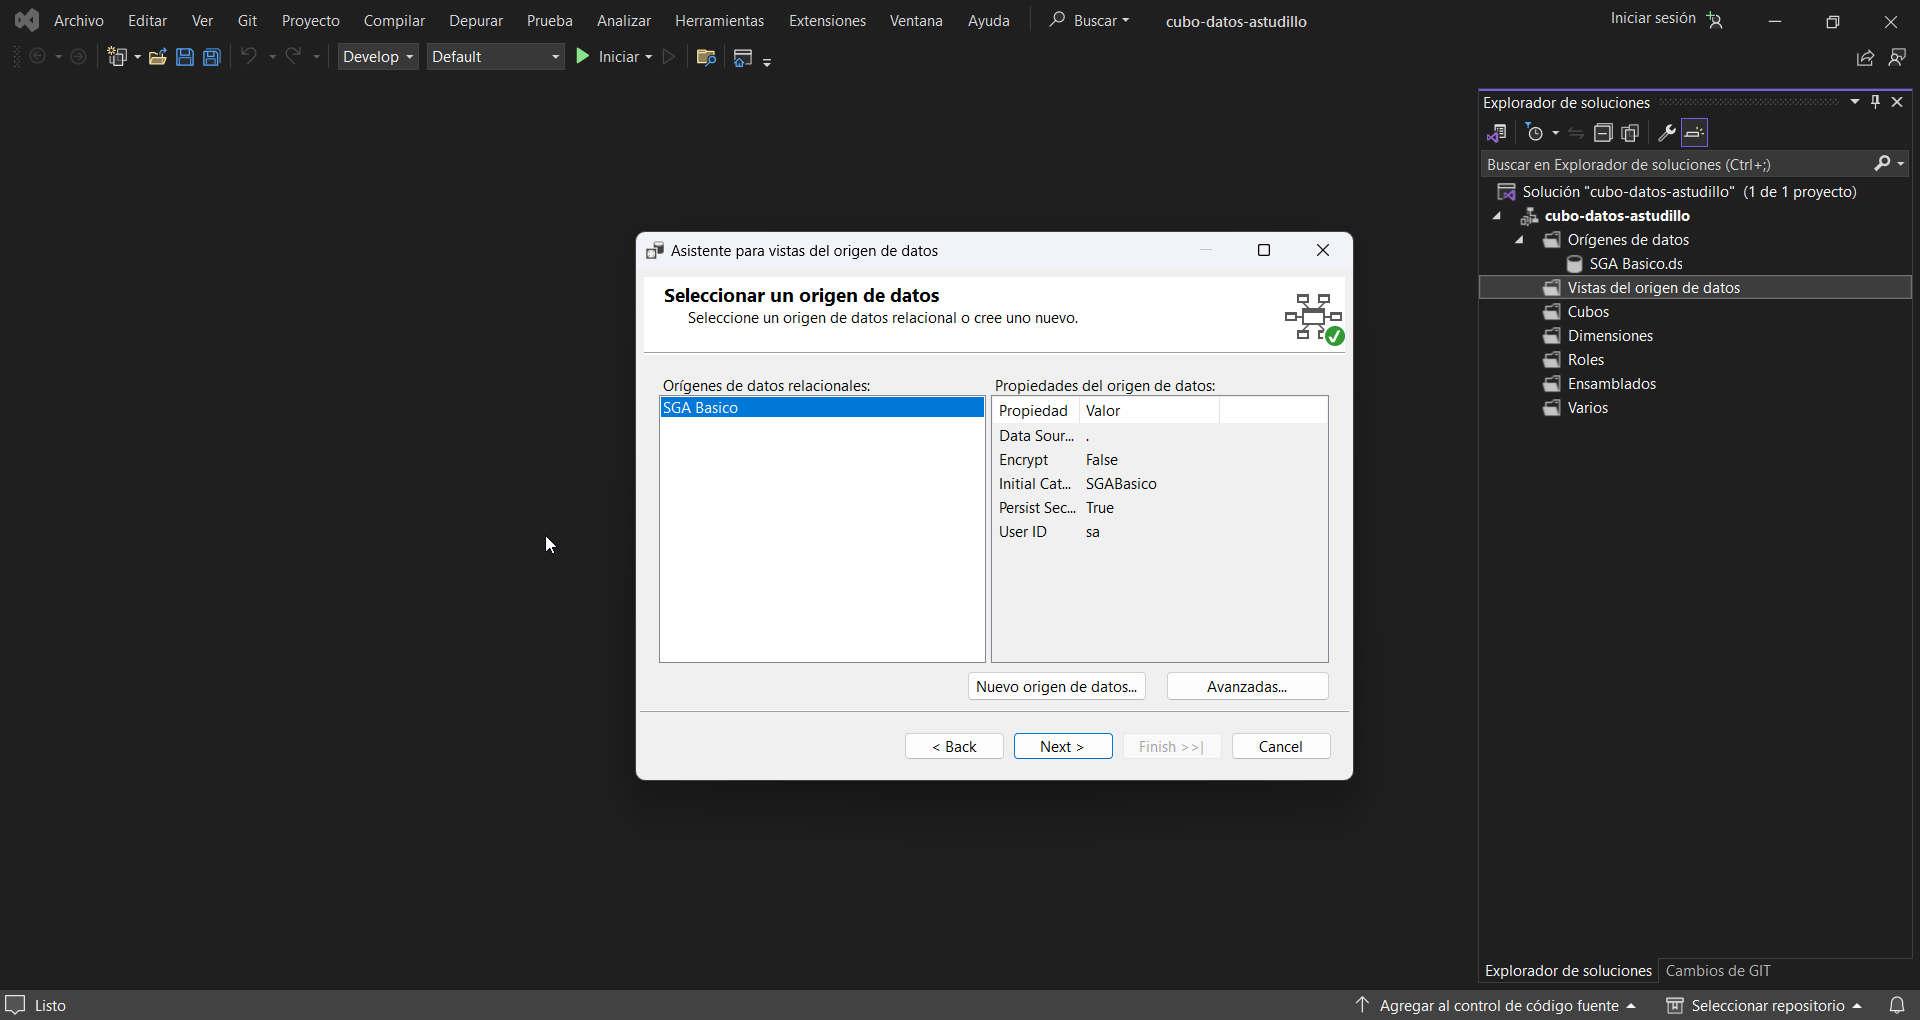 Archivo Editar Ver Git Proyecto Compilar Depurar Prueba Analizar Herramientas Extensiones Ventana Ayuda Buscar cubo-datos-astudillo Iniciar sesión
Develop Default Iniciar
Explorador de soluciones
Buscar en Explorador de soluciones (Ctrl+;)
Solución "cubo-datos-astudillo" (1 de 1 proyecto)
cubo-datos-astudillo
Orígenes de datos
SGA Basico.ds
Vistas del origen de datos
Cubos
Dimensiones
Roles
Ensamblados
Varios
Asistente para vistas del origen de datos
Seleccionar un origen de datos
Seleccione un origen de datos relacional o cree uno nuevo.
Orígenes de datos relacionales:
SGA Basico
Propiedades del origen de datos:
Propiedad Valor
Data Sour... .
Encrypt False
Initial Cat... SGABasico
Persist Sec... True
User ID sa
Nuevo origen de datos... Avanzadas...
< Back Next > Finish >>| Cancel
Explorador de soluciones Cambios de GIT
Listo Agregar al control de código fuente Seleccionar repositorio